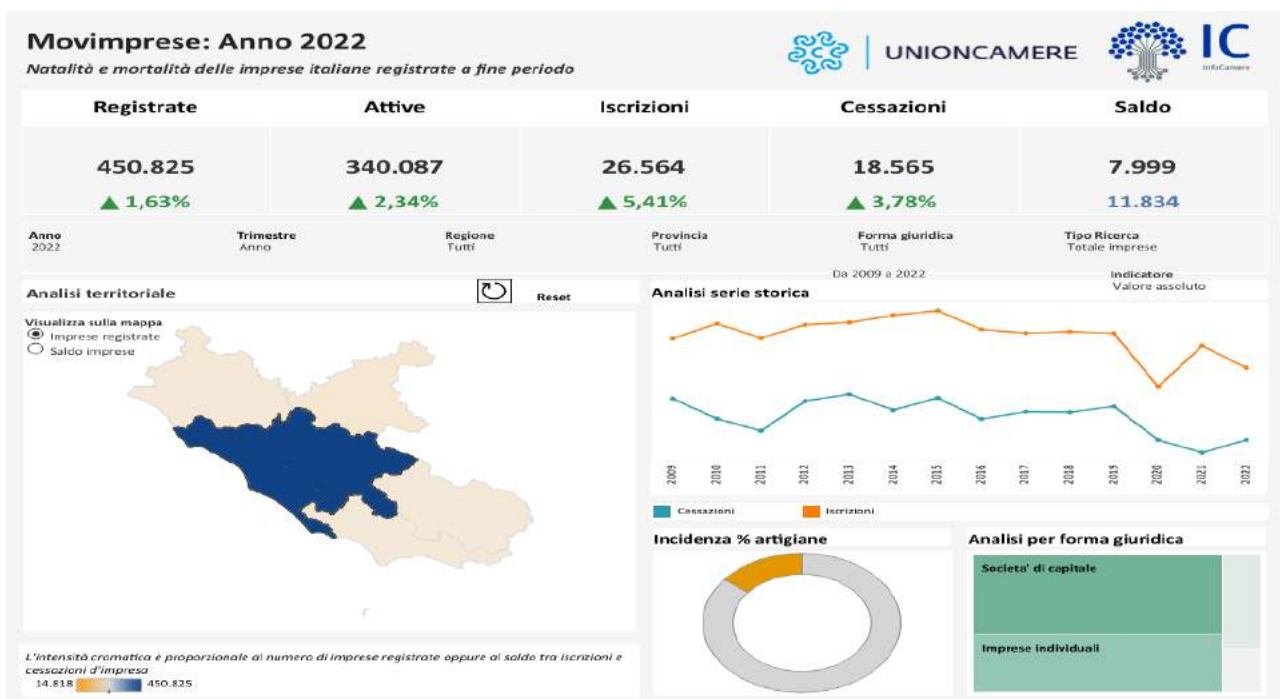 Movimprese: Anno 2022
Natalità e mortalità delle imprese italiane registrate a fine periodo
UNIONCAMERE
IC
InfoCamere
Registrate
Attive
Iscrizioni
Cessazioni
Saldo
450.825
340.087
26.564
18.565
7.999
▲ 1,63%
▲ 2,34%
▲ 5,41%
▲ 3,78%
11.834
Anno
2022
Trimestre
Anno
Regione
Tutti
Provincia
Tutti
Forma giuridica
Tutti
Tipo Ricerca
Totale imprese
Da 2009 a 2022
Indicatore
Valore assoluto
Analisi territoriale
Reset
Visualizza sulla mappa
Imprese registrate
Saldo imprese
L'intensità cromatica è proporzionale al numero di imprese registrate oppure al saldo tra iscrizioni e
cessazioni d'impresa
14.818
450.825
Analisi serie storica
2009
2010
2011
2012
2013
2014
2015
2016
2017
2018
2019
2020
2021
2022
Cessazioni
Iscrizioni
Incidenza % artigiane
Analisi per forma giuridica
Societa' di capitale
Imprese individuali